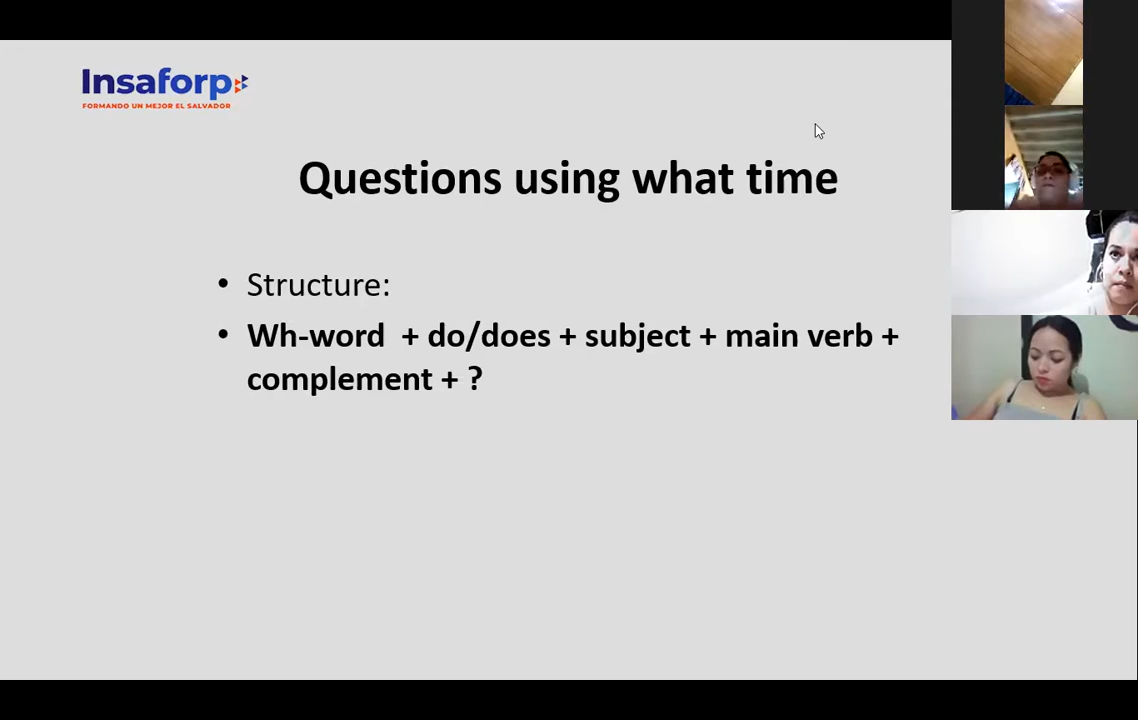 Insaforp
FORMANDO UN MEJOR EL SALVADOR
Questions using what time
• Structure:
• Wh-word + do/does + subject + main verb +
complement + ?